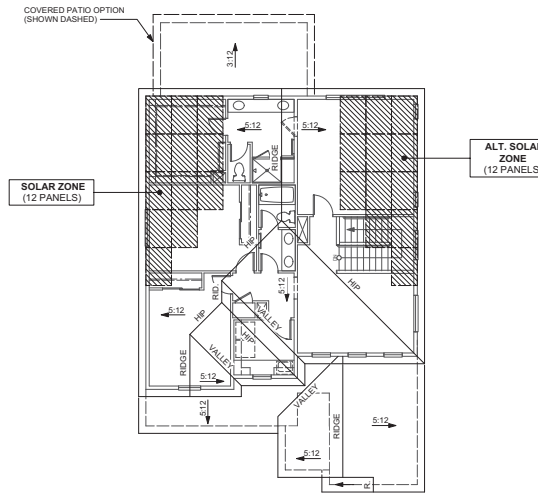 COVERED PATIO OPTION
(SHOWN DASHED)
3:12
5:12
5:12
5:12
RIDGE
ALT. SOLAR
ZONE
(12 PANELS)
SOLAR ZONE
(12 PANELS)
HIP
HIP
5:12
RID.
5:12
HIP
VALLEY
HIP
RIDGE
VALLEY
5:12
VALLEY
5:12
RIDGE
5:12
5:12
R.